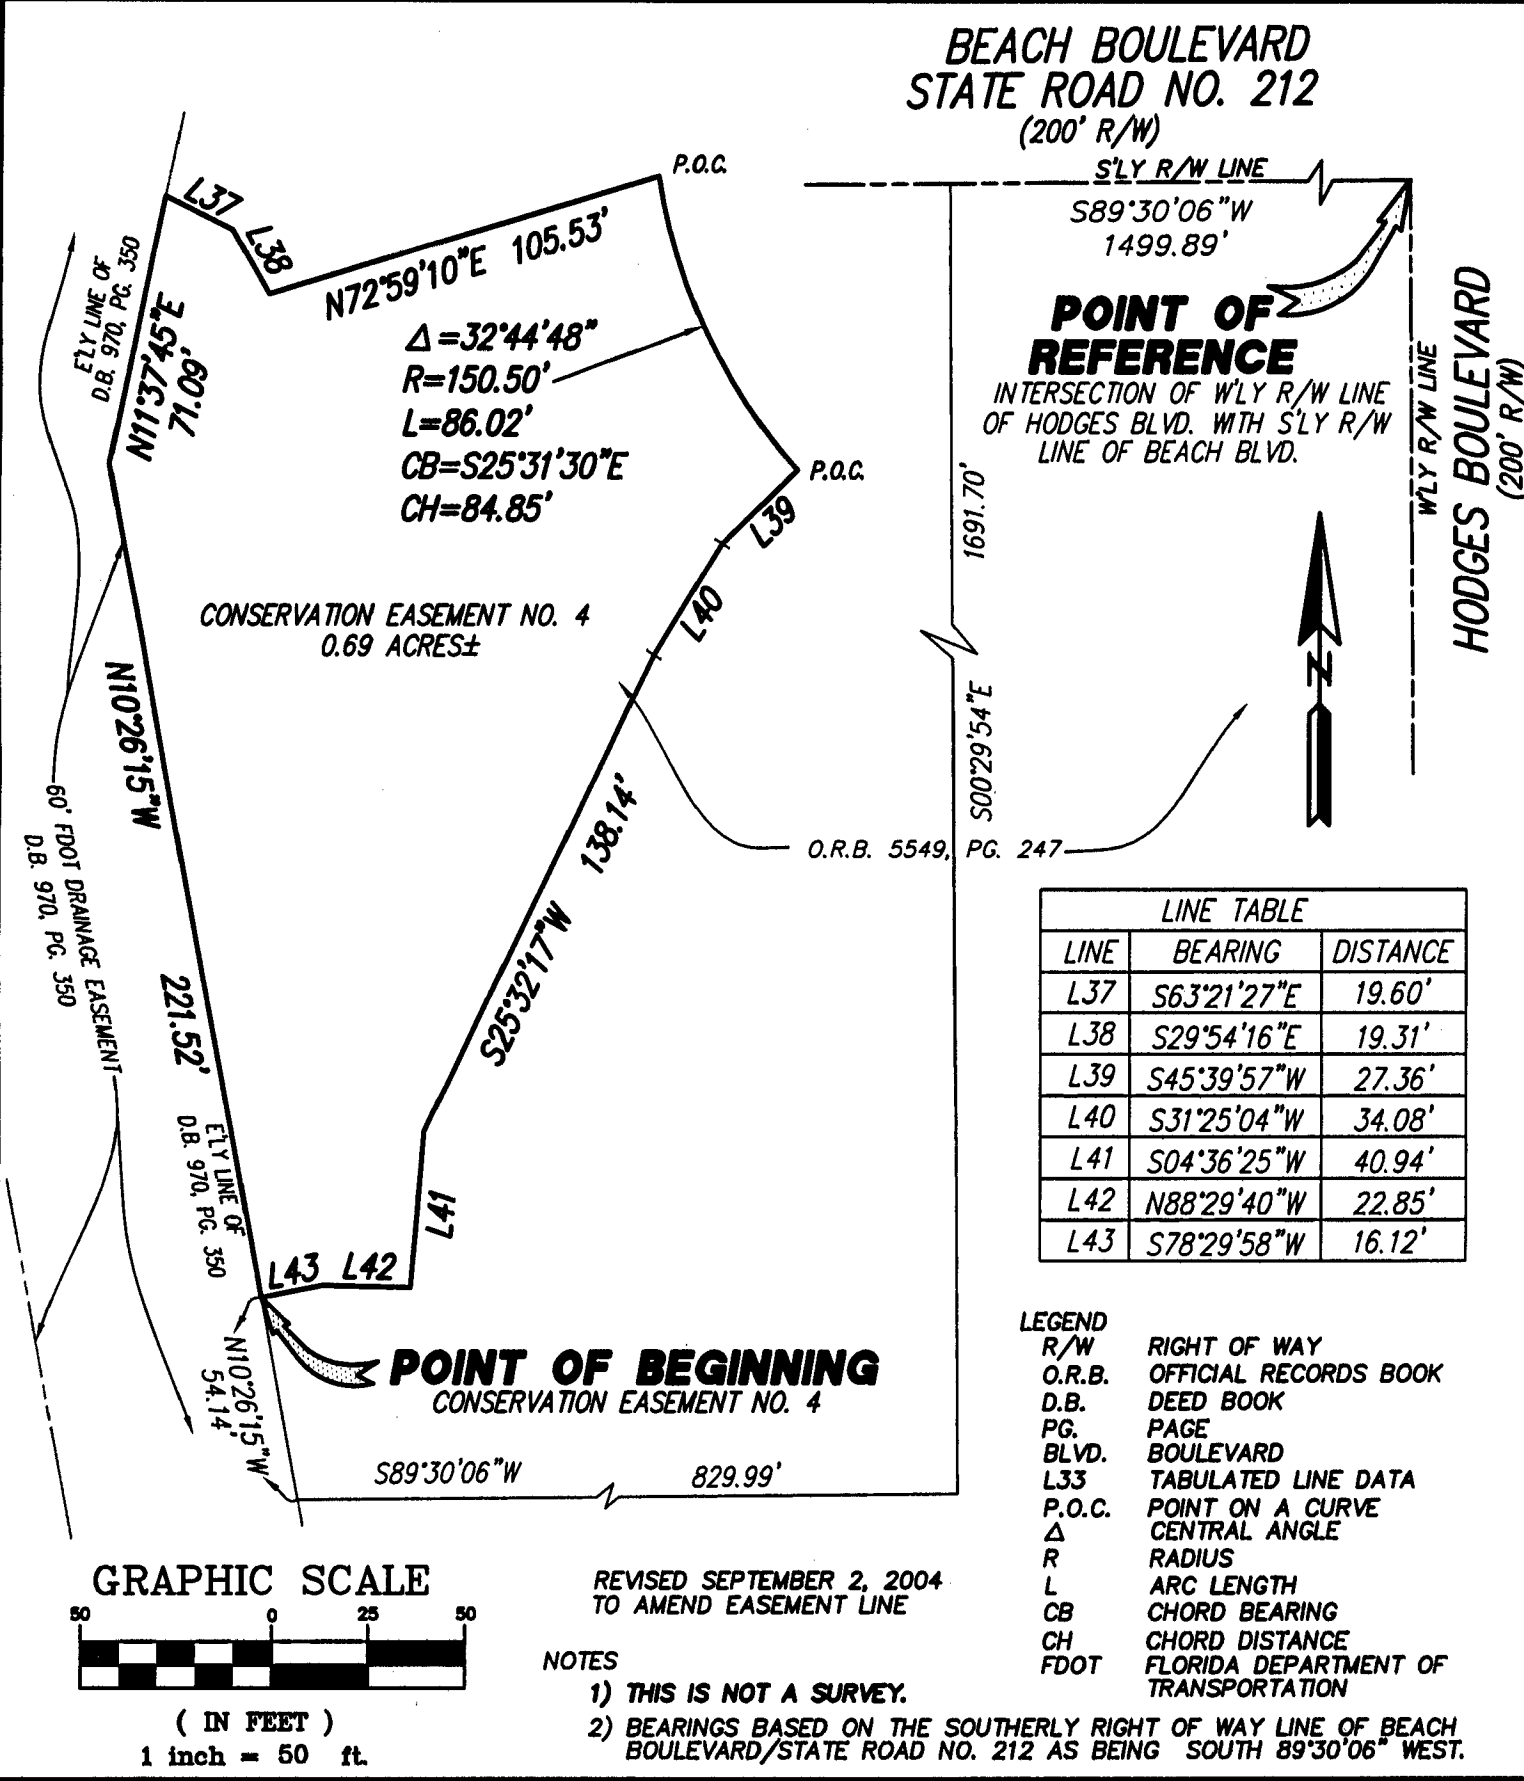 BEACH BOULEVARD
STATE ROAD NO. 212
(200' R/W)
S'LY R/W LINE
S89°30'06"W
1499.89'
POINT OF
REFERENCE
INTERSECTION OF W'LY R/W LINE
OF HODGES BLVD. WITH S'LY R/W
LINE OF BEACH BLVD.
W'LY R/W LINE
HODGES BOULEVARD
(200' R/W)
P.O.C.
L37
L38
N72°59'10"E 105.53'
E'LY LINE OF
D.B. 970, PG. 350
N11°37'45"E
71.09'
Δ=32°44'48"
R=150.50'
L=86.02'
CB=S25°31'30"E
CH=84.85'
P.O.C.
L39
L40
1691.70'
S00°29'54"E
N
CONSERVATION EASEMENT NO. 4
0.69 ACRES±
N10°26'15"W
221.52'
60' FDOT DRAINAGE EASEMENT
D.B. 970, PG. 350
138.14'
S25°32'17"W
O.R.B. 5549, PG. 247
E'LY LINE OF
D.B. 970, PG. 350
L41
L43 L42
POINT OF BEGINNING
CONSERVATION EASEMENT NO. 4
N10°26'15"W
54.14'
S89°30'06"W 829.99'
LINE TABLE
LINE BEARING DISTANCE
L37 S63°21'27"E 19.60'
L38 S29°54'16"E 19.31'
L39 S45°39'57"W 27.36'
L40 S31°25'04"W 34.08'
L41 S04°36'25"W 40.94'
L42 N88°29'40"W 22.85'
L43 S78°29'58"W 16.12'
LEGEND
R/W RIGHT OF WAY
O.R.B. OFFICIAL RECORDS BOOK
D.B. DEED BOOK
PG. PAGE
BLVD. BOULEVARD
L33 TABULATED LINE DATA
P.O.C. POINT ON A CURVE
Δ CENTRAL ANGLE
R RADIUS
L ARC LENGTH
CB CHORD BEARING
CH CHORD DISTANCE
FDOT FLORIDA DEPARTMENT OF
TRANSPORTATION
GRAPHIC SCALE
50 0 25 50
( IN FEET )
1 inch = 50 ft.
REVISED SEPTEMBER 2, 2004
TO AMEND EASEMENT LINE
NOTES
1) THIS IS NOT A SURVEY.
2) BEARINGS BASED ON THE SOUTHERLY RIGHT OF WAY LINE OF BEACH
BOULEVARD/STATE ROAD NO. 212 AS BEING SOUTH 89°30'06" WEST.